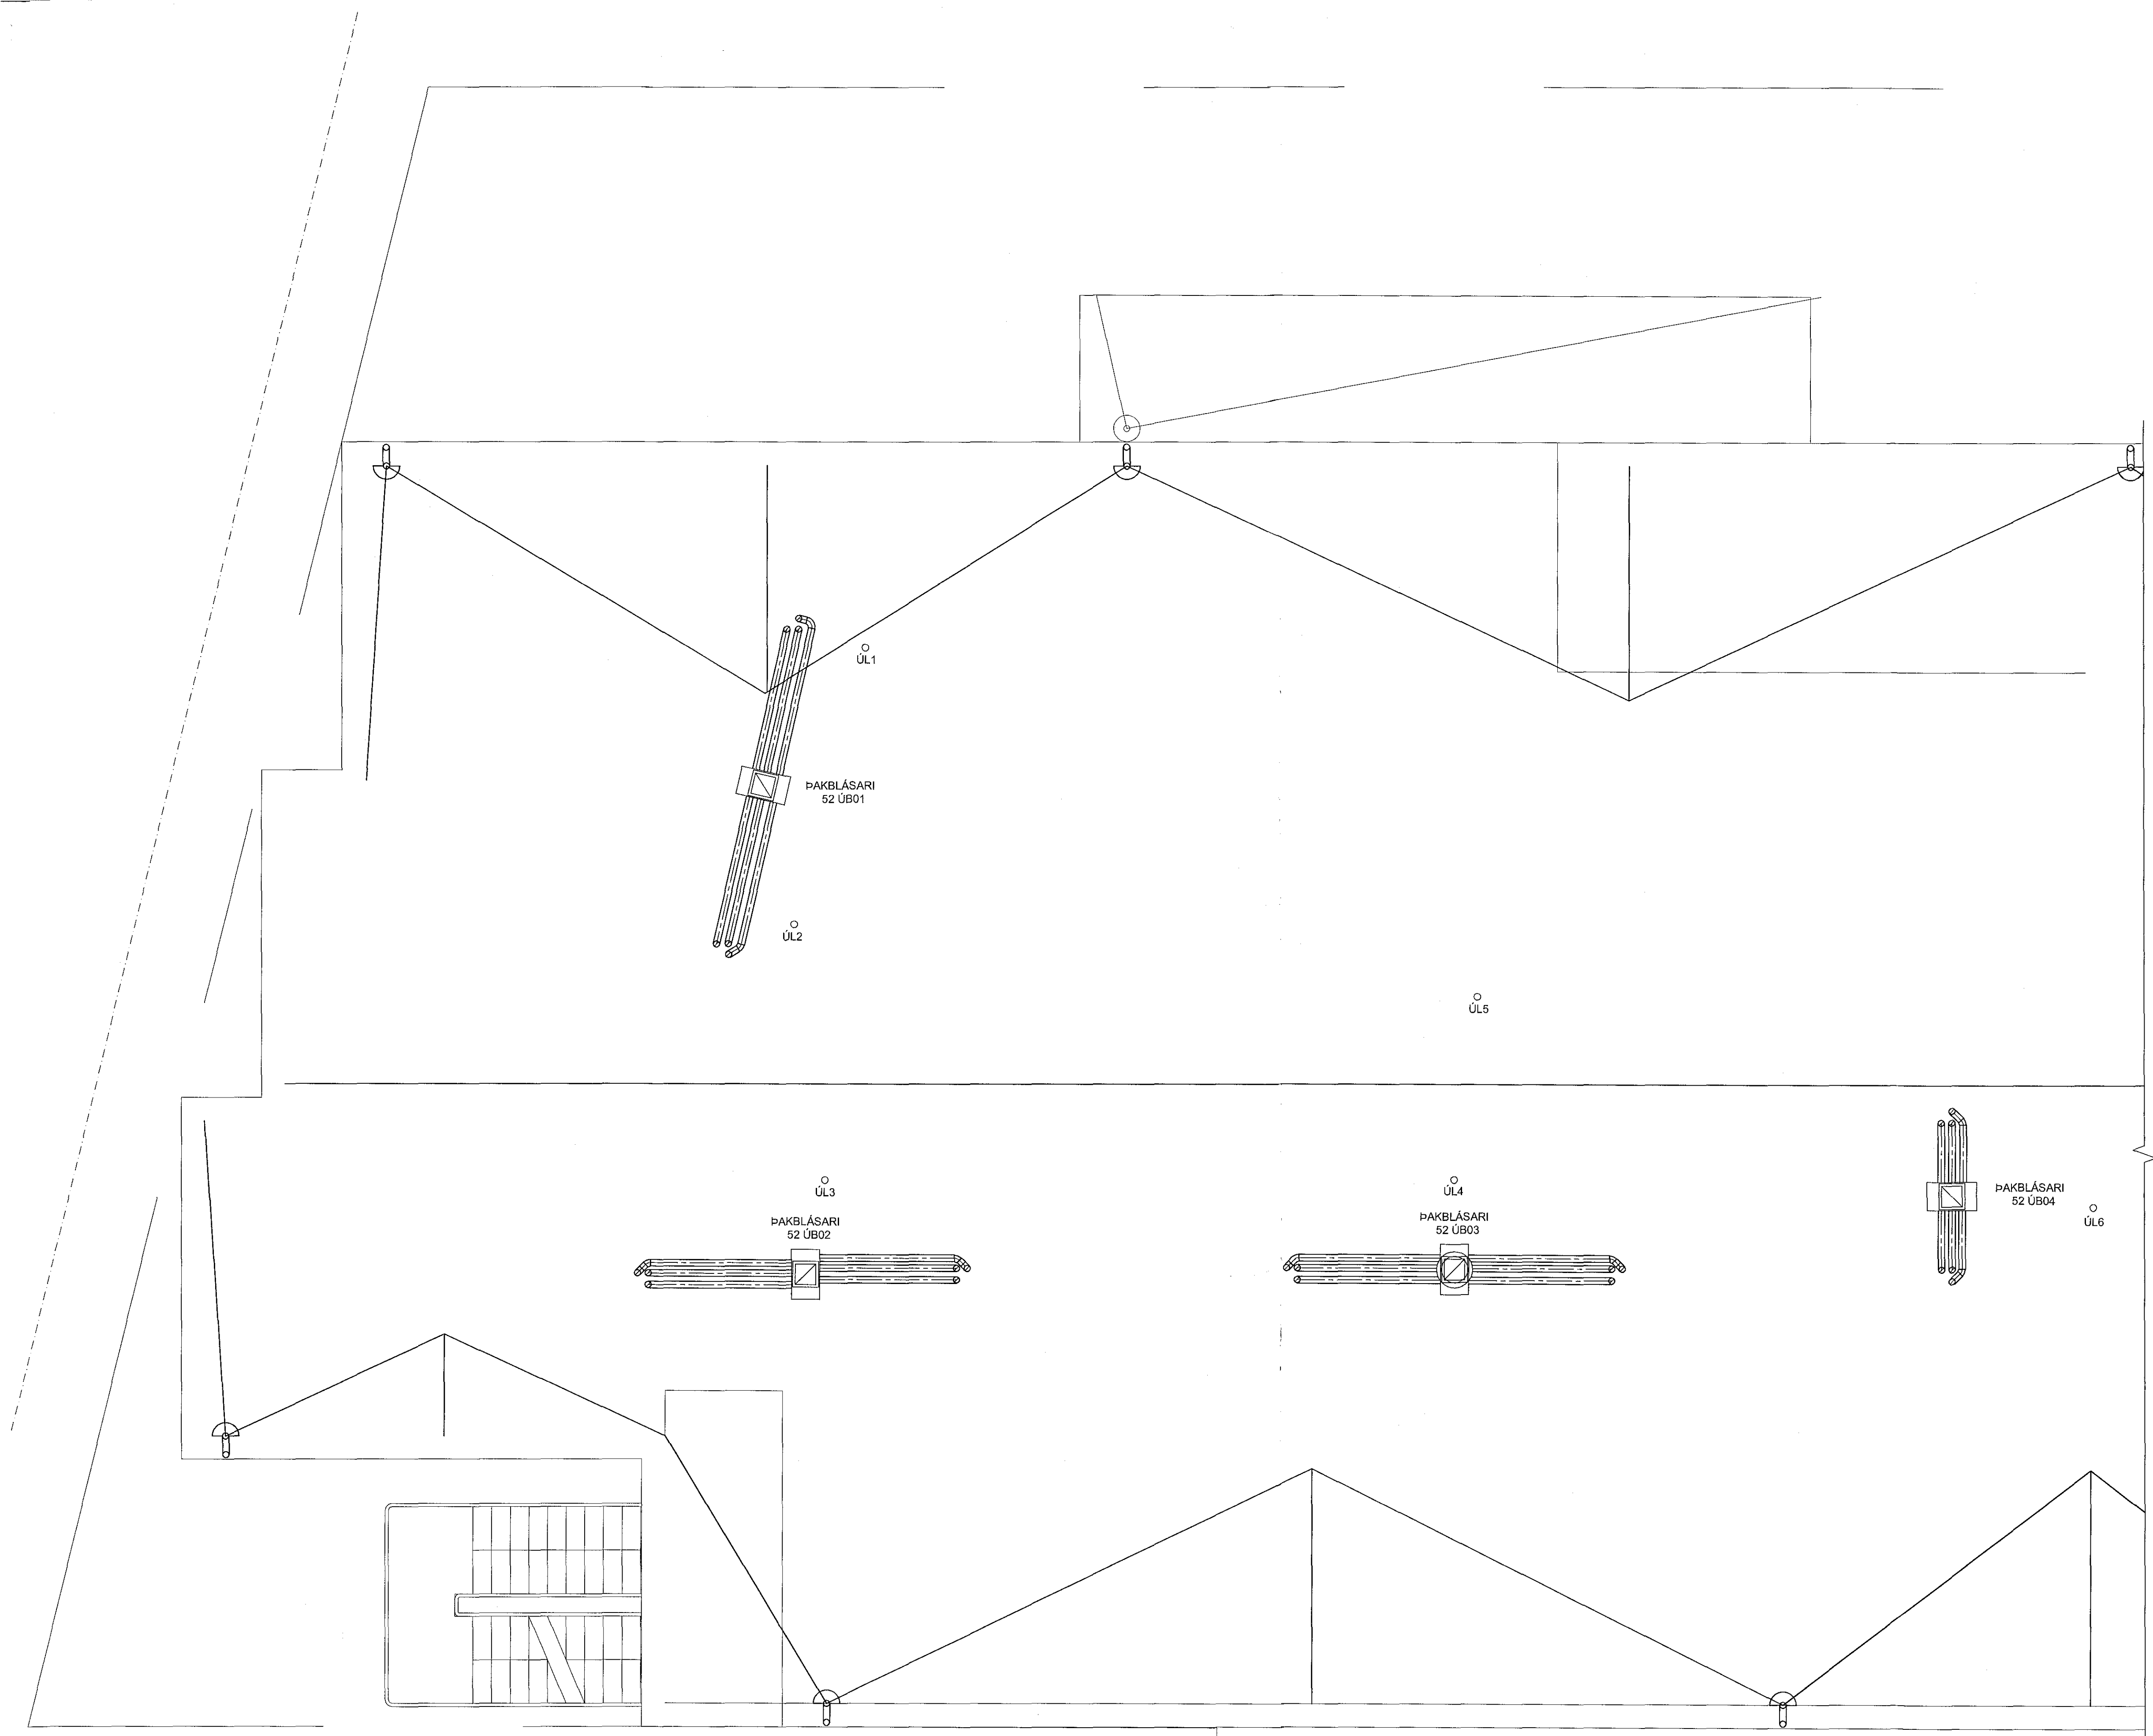 ÚL1
ÞAKBLÁSARI
52 ÚB01
ÚL2
ÚL5
ÚL3
ÞAKBLÁSARI
52 ÚB02
ÚL4
ÞAKBLÁSARI
52 ÚB03
ÞAKBLÁSARI
52 ÚB04
ÚL6